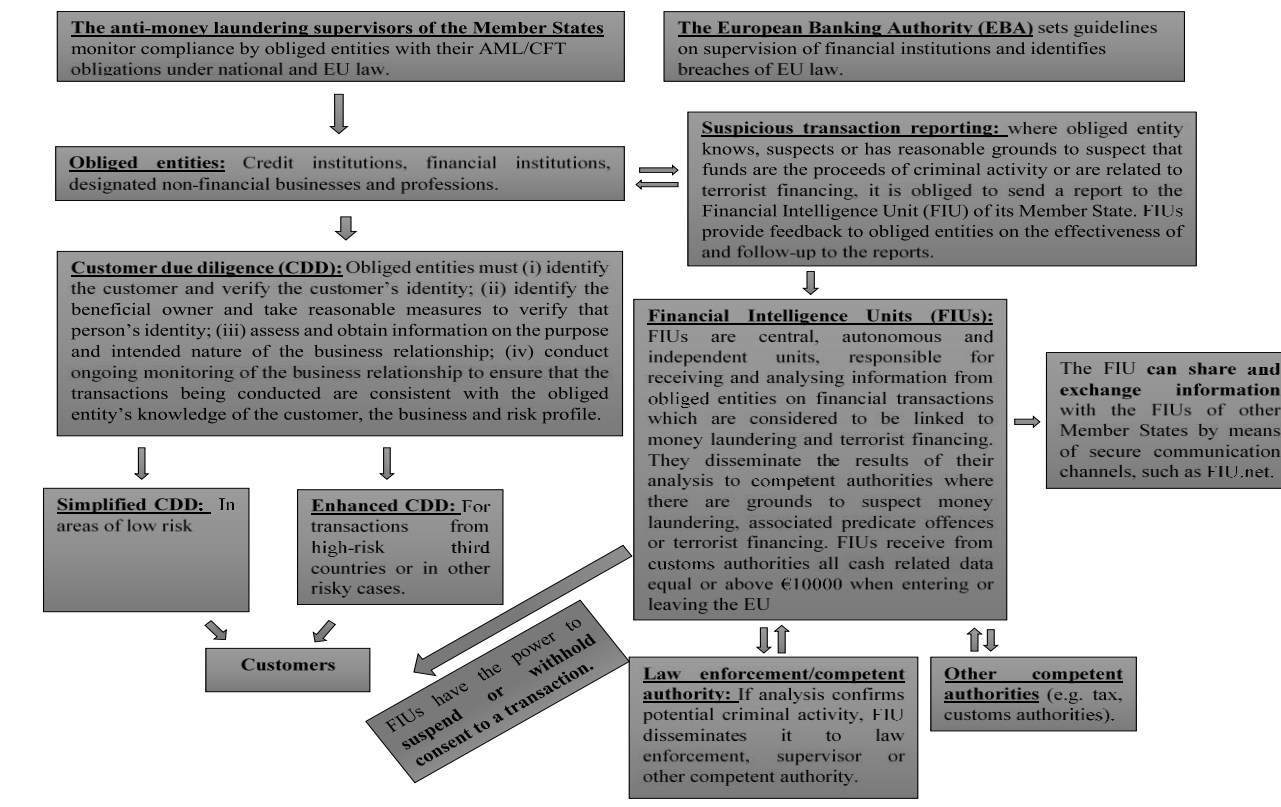 The anti-money laundering supervisors of the Member States
monitor compliance by obliged entities with their AML/CFT
obligations under national and EU law.
The European Banking Authority (EBA) sets guidelines
on supervision of financial institutions and identifies
breaches of EU law.
Obliged entities: Credit institutions, financial institutions,
designated non-financial businesses and professions.
Suspicious transaction reporting: where obliged entity
knows, suspects or has reasonable grounds to suspect that
funds are the proceeds of criminal activity or are related to
terrorist financing, it is obliged to send a report to the
Financial Intelligence Unit (FIU) of its Member State. FIUs
provide feedback to obliged entities on the effectiveness of
and follow-up to the reports.
Customer due diligence (CDD): Obliged entities must (i) identify
the customer and verify the customer's identity; (ii) identify the
beneficial owner and take reasonable measures to verify that
person's identity; (iii) assess and obtain information on the purpose
and intended nature of the business relationship; (iv) conduct
ongoing monitoring of the business relationship to ensure that the
transactions being conducted are consistent with the obliged
entity's knowledge of the customer, the business and risk profile.
Financial Intelligence Units (FIUs):
FIUs are central, autonomous and
independent units, responsible for
receiving and analysing information from
obliged entities on financial transactions
which are considered to be linked to
money laundering and terrorist financing.
They disseminate the results of their
analysis to competent authorities where
there are grounds to suspect money
laundering, associated predicate offences
or terrorist financing. FIUs receive from
customs authorities all cash related data
equal or above €10000 when entering or
leaving the EU
The FIU can share and
exchange information
with the FIUs of other
Member States by means
of secure communication
channels, such as FIU.net.
Simplified CDD: In
areas of low risk
Enhanced CDD: For
transactions from
high-risk third
countries or in other
risky cases.
Customers
FIUs have the power to
suspend or withhold
consent to a transaction.
Law enforcement/competent
authority: If analysis confirms
potential criminal activity, FIU
disseminates it to law
enforcement, supervisor or
other competent authority.
Other competent
authorities (e.g. tax,
customs authorities).